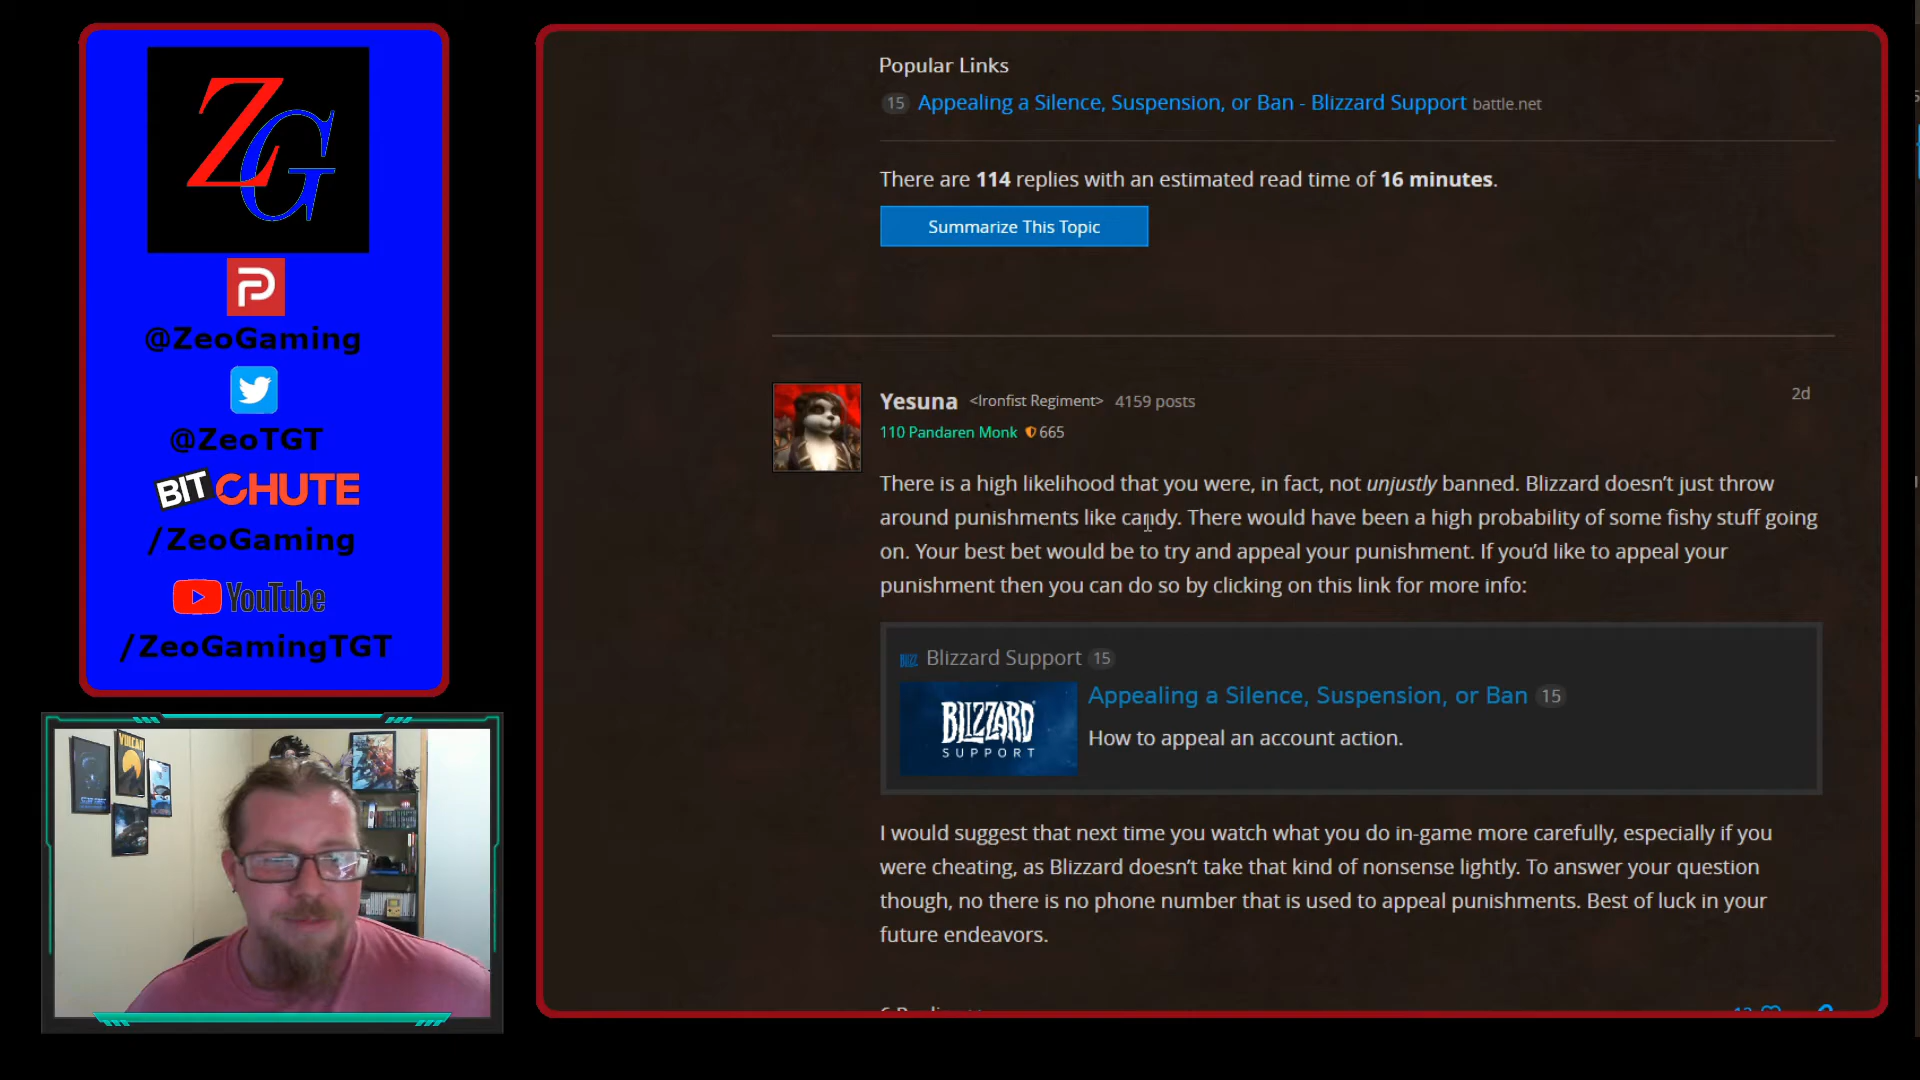 ZG
@ZeoGaming
@ZeoTGT
BIT CHUTE
/ZeoGaming
YouTube
/ZeoGamingTGT
VULCAN
Popular Links
15 Appealing a Silence, Suspension, or Ban - Blizzard Support battle.net
There are 114 replies with an estimated read time of 16 minutes.
Summarize This Topic
Yesuna <Ironfist Regiment> 4159 posts
2d
110 Pandaren Monk 665
There is a high likelihood that you were, in fact, not unjustly banned. Blizzard doesn't just throw
around punishments like candy. There would have been a high probability of some fishy stuff going
on. Your best bet would be to try and appeal your punishment. If you'd like to appeal your
punishment then you can do so by clicking on this link for more info:
Blizzard Support 15
BLIZZARD
SUPPORT
Appealing a Silence, Suspension, or Ban 15
How to appeal an account action.
I would suggest that next time you watch what you do in-game more carefully, especially if you
were cheating, as Blizzard doesn't take that kind of nonsense lightly. To answer your question
though, no there is no phone number that is used to appeal punishments. Best of luck in your
future endeavors.